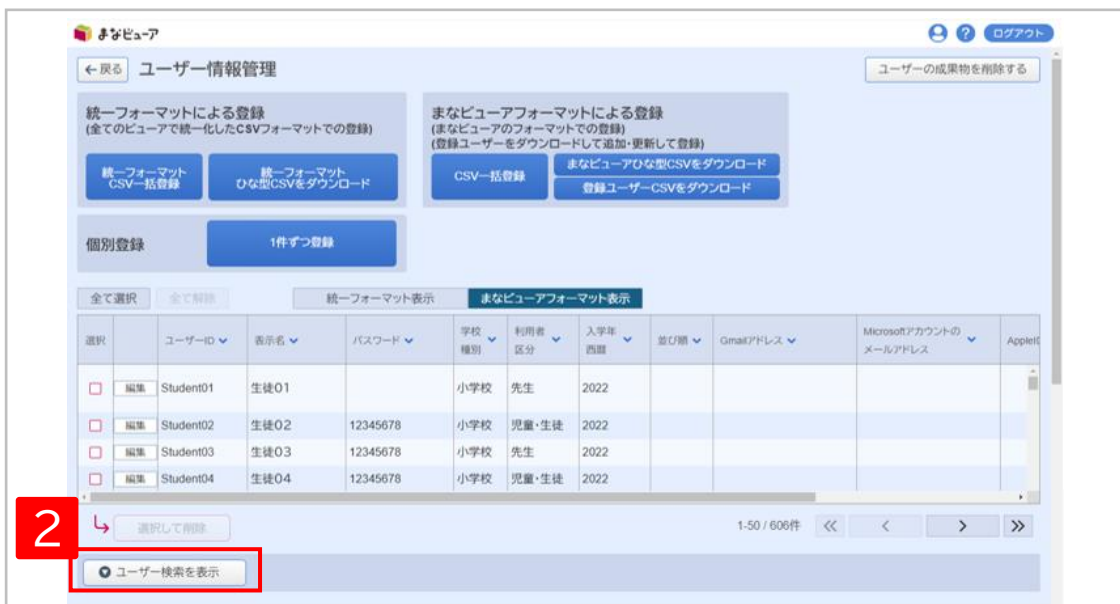 まなビューア
? ログアウト
←戻る ユーザー情報管理 ユーザーの成果物を削除する
統一フォーマットによる登録
(全てのビューアで統一化したCSVフォーマットでの登録)
統一フォーマット
CSV一括登録
統一フォーマット
ひな型CSVをダウンロード
まなビューアフォーマットによる登録
(まなビューアのフォーマットでの登録)
(登録ユーザーをダウンロードして追加・更新して登録)
CSV一括登録
まなビューアひな型CSVをダウンロード
登録ユーザーCSVをダウンロード
個別登録 1件ずつ登録
全て選択 全て解除 統一フォーマット表示 まなビューアフォーマット表示
選択 ユーザーID 表示名 パスワード 学校種別 利用者区分 入学年西暦 並び順 Gmailアドレス Microsoftアカウントのメールアドレス AppleID
編集 Student01 生徒01 小学校 先生 2022
編集 Student02 生徒02 12345678 小学校 児童・生徒 2022
編集 Student03 生徒03 12345678 小学校 先生 2022
編集 Student04 生徒04 12345678 小学校 児童・生徒 2022
選択して削除 1-50 / 606件
2
ユーザー検索を表示